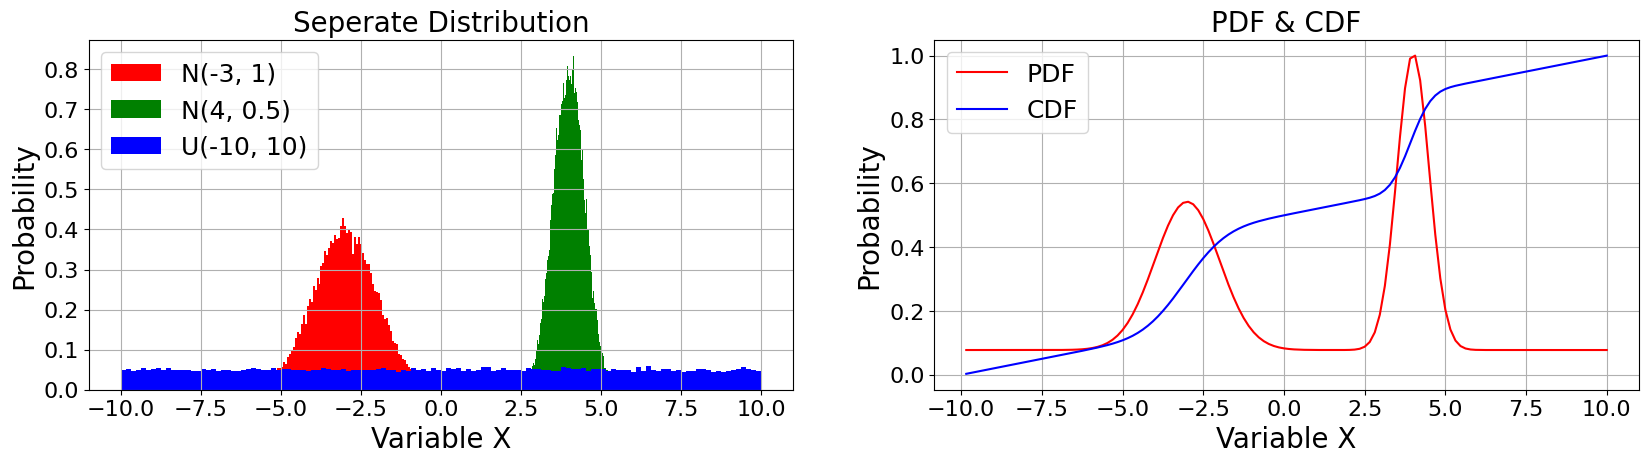 Seperate Distribution
Probability
0.8
0.7
0.6
0.5
0.4
0.3
0.2
0.1
0.0
N(-3, 1)
N(4, 0.5)
U(-10, 10)
−10.0 −7.5 −5.0 −2.5 0.0 2.5 5.0 7.5 10.0
Variable X
PDF & CDF
Probability
1.0
0.8
0.6
0.4
0.2
0.0
PDF
CDF
−10.0 −7.5 −5.0 −2.5 0.0 2.5 5.0 7.5 10.0
Variable X